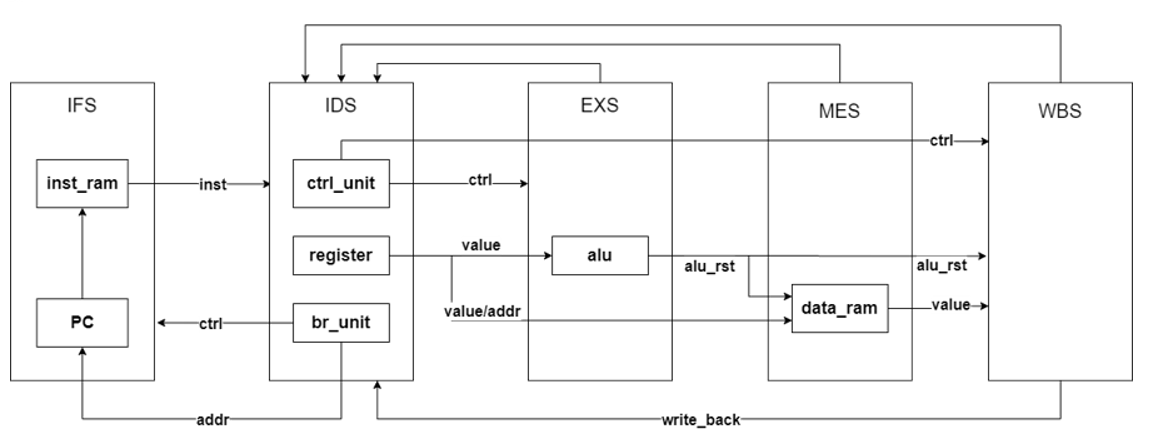 IFS
IDS
EXS
MES
WBS
ctrl
inst_ram
inst
ctrl_unit
ctrl
register
value
alu
alu_rst
alu_rst
value/addr
data_ram
value
PC
ctrl
br_unit
addr
write_back